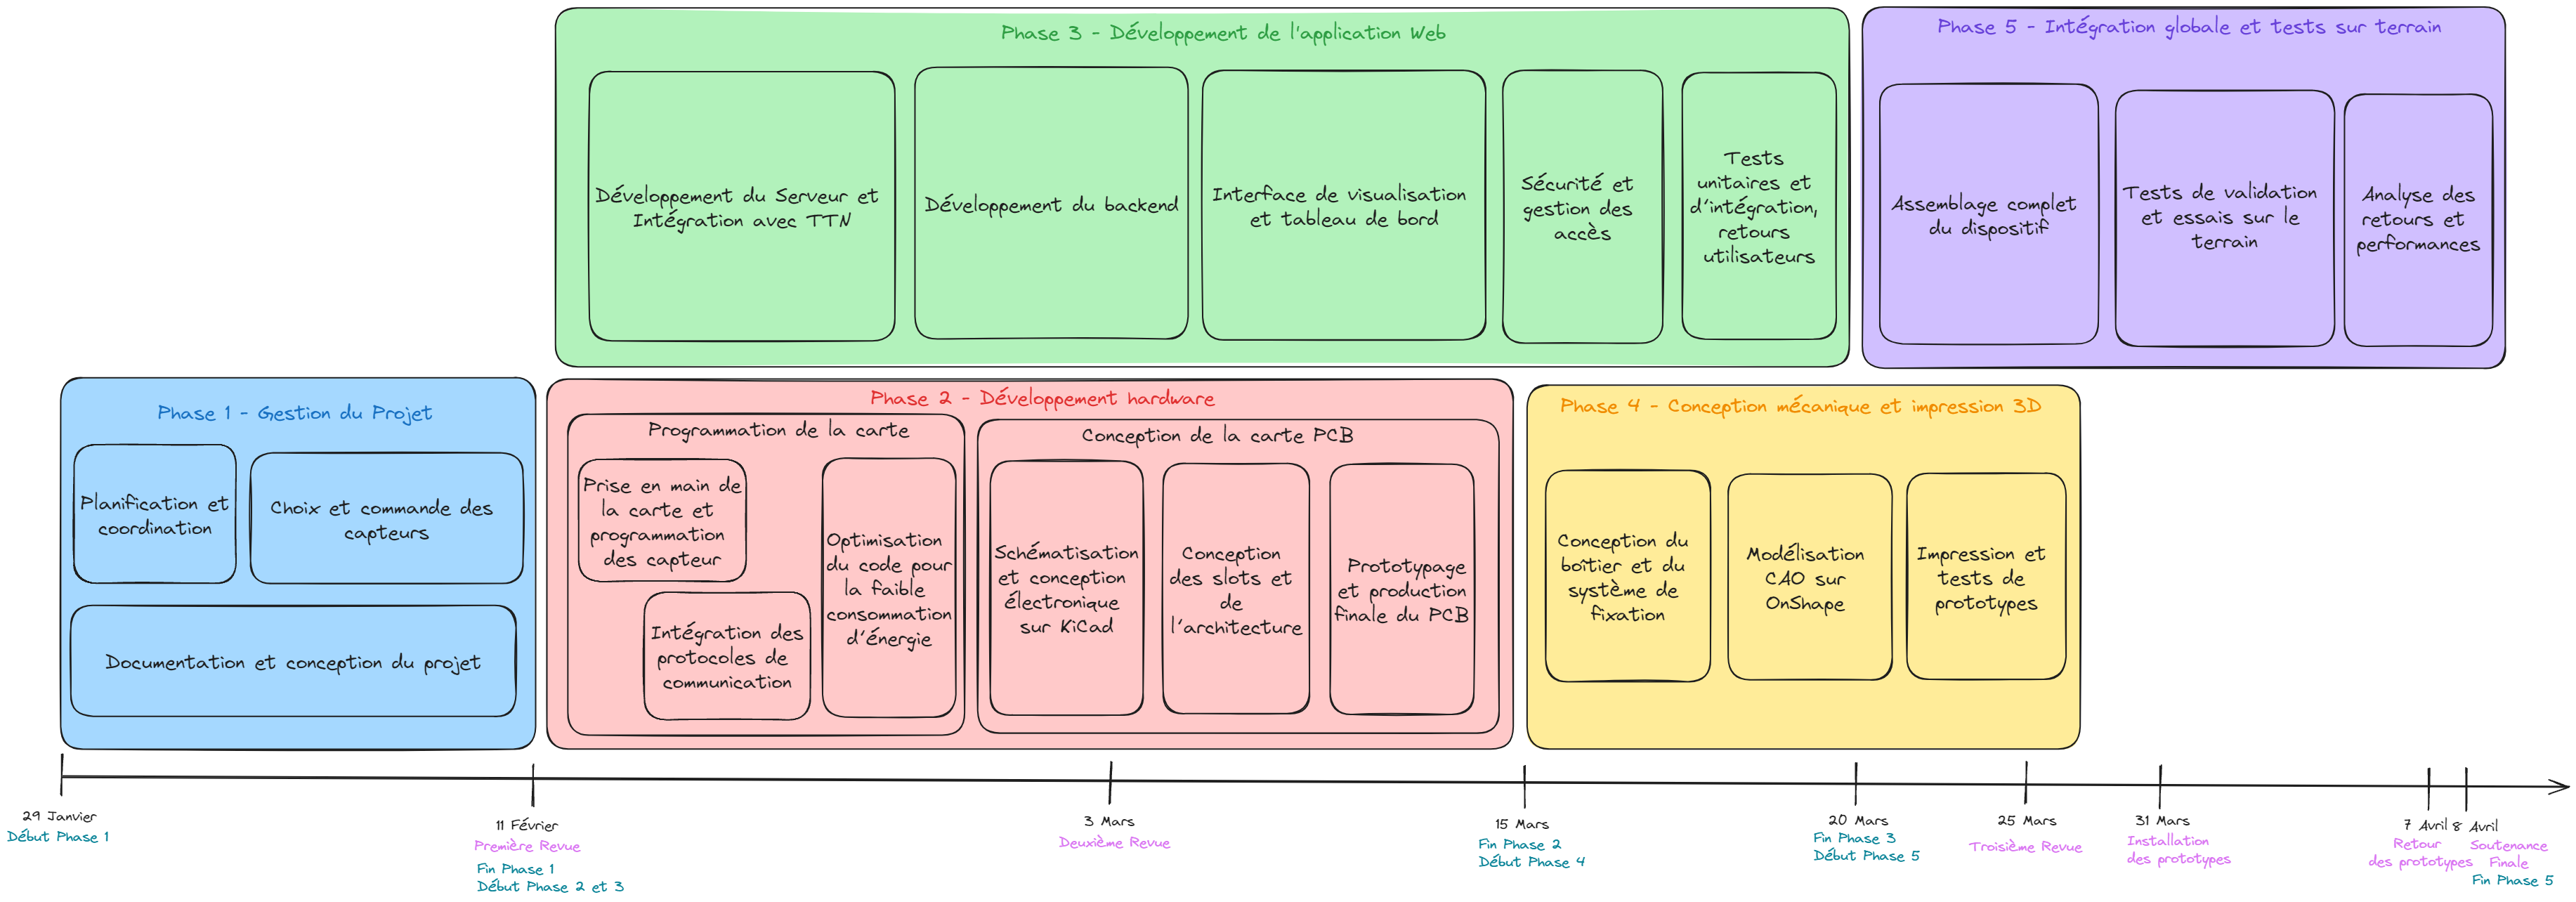 Phase 3 - Développement de l'application Web
Développement du Serveur et
Intégration avec TTN
Développement du backend
Interface de visualisation
et tableau de bord
Sécurité et
gestion des
accès
Tests
unitaires et
d'intégration,
retours
utilisateurs
Phase 5 - Intégration globale et tests sur terrain
Assemblage complet
du dispositif
Tests de validation
et essais sur le
terrain
Analyse des
retours et
performances
Phase 1 - Gestion du Projet
Planification et
coordination
Choix et commande des
capteurs
Documentation et conception du projet
Phase 2 - Développement hardware
Programmation de la carte
Prise en main de
la carte et
programmation
des capteur
Intégration des
protocoles de
communication
Optimisation
du code pour
la faible
consommation
d'énergie
Conception de la carte PCB
Schématisation
et conception
électronique
sur KiCad
Conception
des slots et
de
l'architecture
Prototypage
et production
finale du PCB
Phase 4 - Conception mécanique et impression 3D
Conception du
boîtier et du
système de
fixation
Modélisation
CAO sur
OnShape
Impression et
tests de
prototypes
29 Janvier
Début Phase 1
11 Février
Première Revue
Fin Phase 1
Début Phase 2 et 3
3 Mars
Deuxième Revue
15 Mars
Fin Phase 2
Début Phase 4
20 Mars
Fin Phase 3
Début Phase 5
25 Mars
Troisième Revue
31 Mars
Installation
des prototypes
7 Avril
Retour
des prototypes
8 Avril
Soutenance
Finale
Fin Phase 5